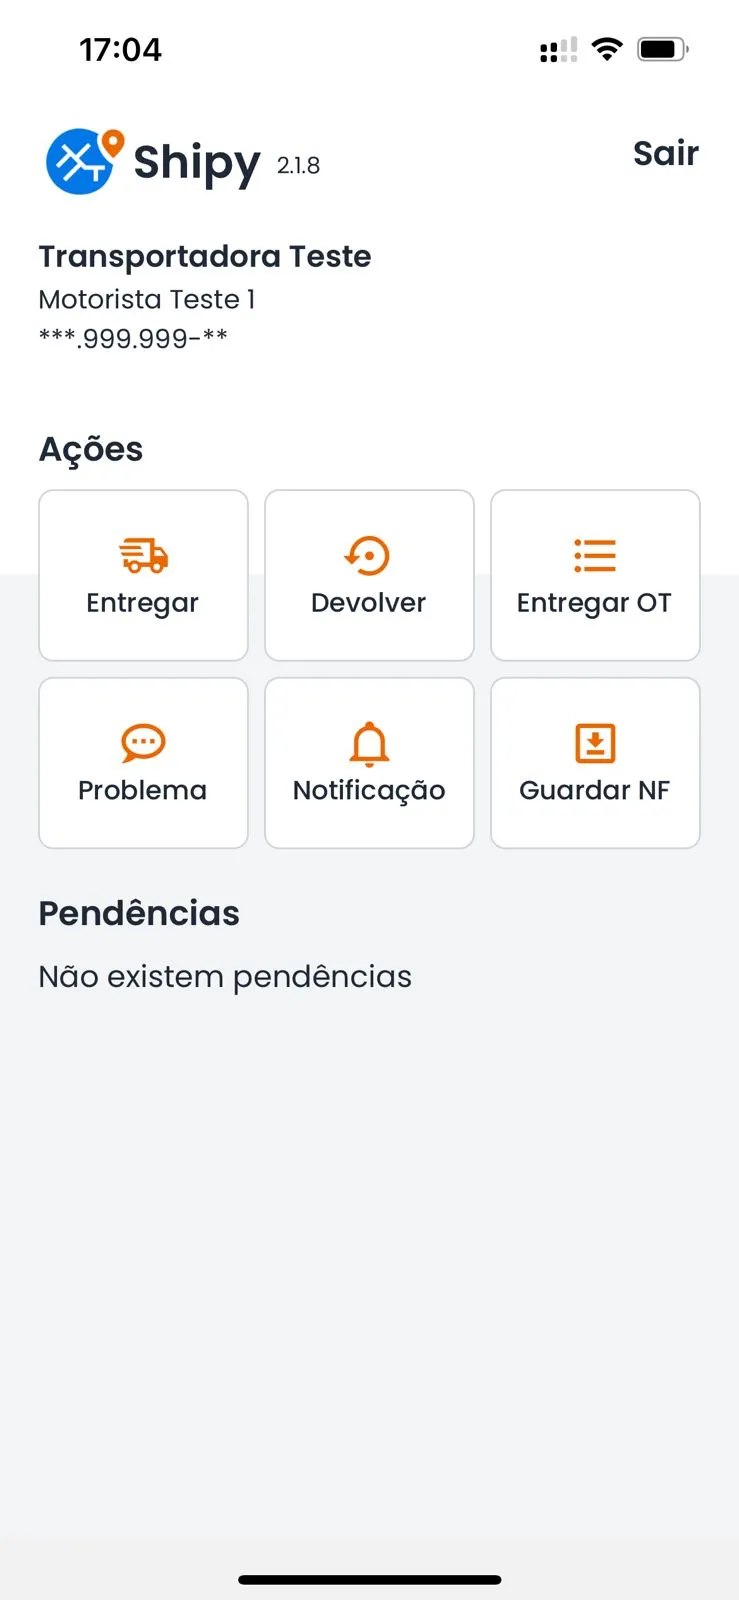 17:04
Shipy 2.1.8
Sair
Transportadora Teste
Motorista Teste 1
***.999.999-**
Ações
Entregar
Devolver
Entregar OT
Problema
Notificação
Guardar NF
Pendências
Não existem pendências